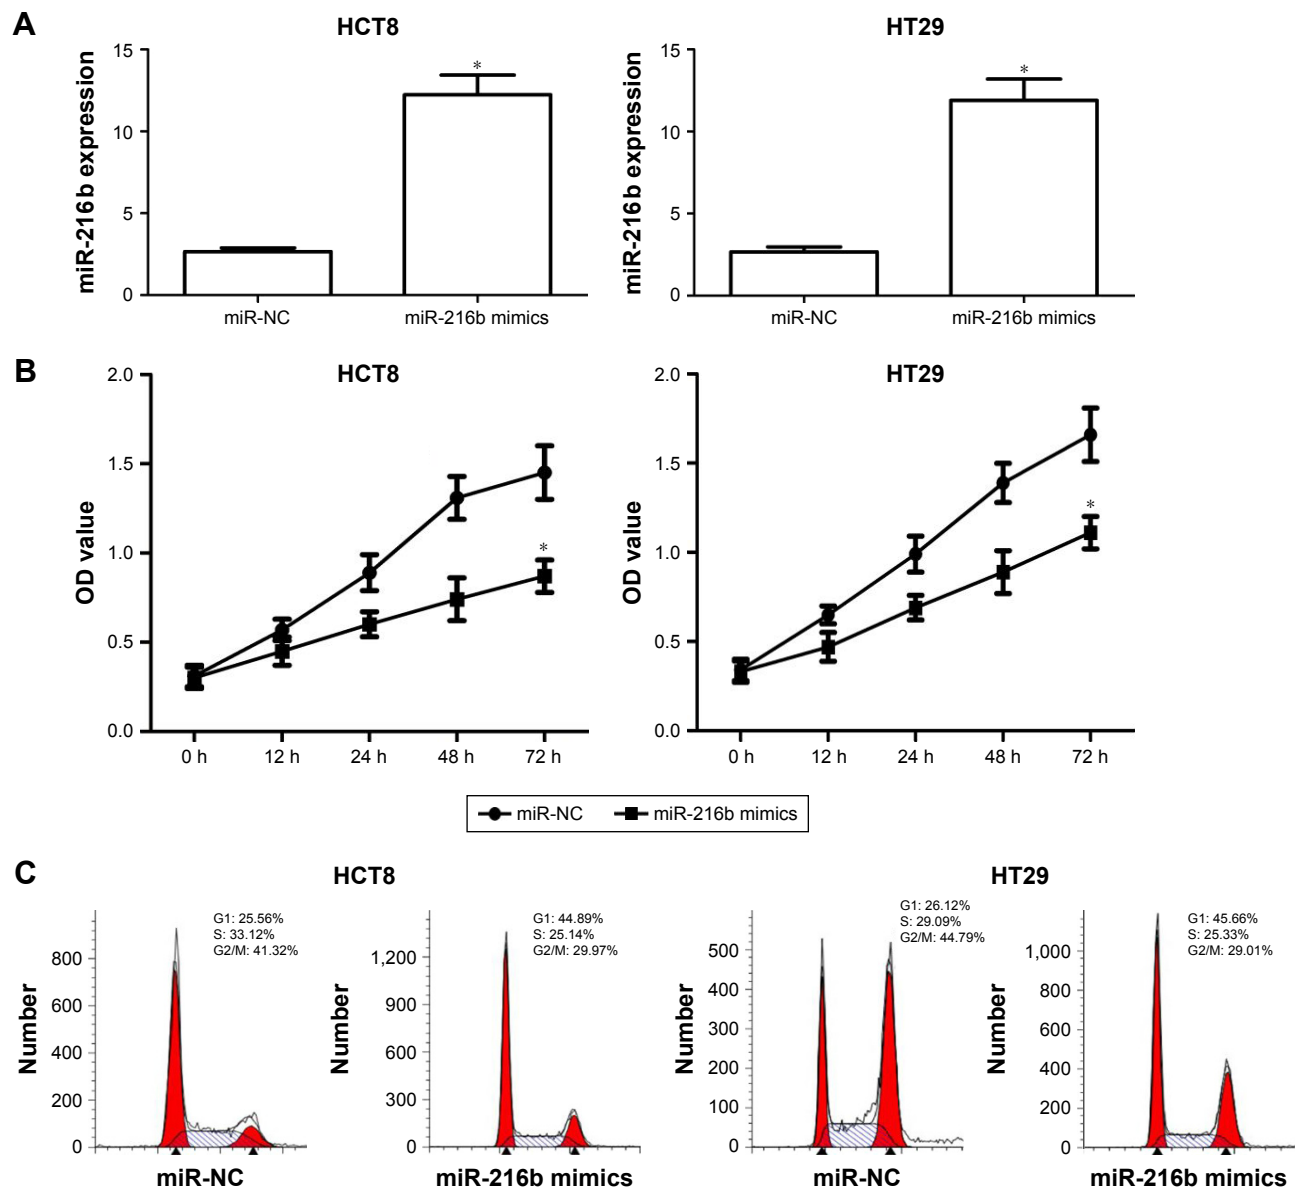 A
HCT8
HT29
miR-216b expression
15
10
5
0
*
miR-NC
miR-216b mimics
miR-216b expression
15
10
5
0
*
miR-NC
miR-216b mimics
B
HCT8
HT29
OD value
2.0
1.5
1.0
0.5
0.0
*
0 h
12 h
24 h
48 h
72 h
OD value
2.0
1.5
1.0
0.5
0.0
*
0 h
12 h
24 h
48 h
72 h
miR-NC
miR-216b mimics
C
HCT8
HT29
Number
800
600
400
200
0
G1: 25.56%
S: 33.12%
G2/M: 41.32%
miR-NC
Number
1,200
900
600
300
0
G1: 44.89%
S: 25.14%
G2/M: 29.97%
miR-216b mimics
Number
500
400
300
200
100
0
G1: 26.12%
S: 29.09%
G2/M: 44.79%
miR-NC
Number
1,000
800
600
400
200
0
G1: 45.66%
S: 25.33%
G2/M: 29.01%
miR-216b mimics